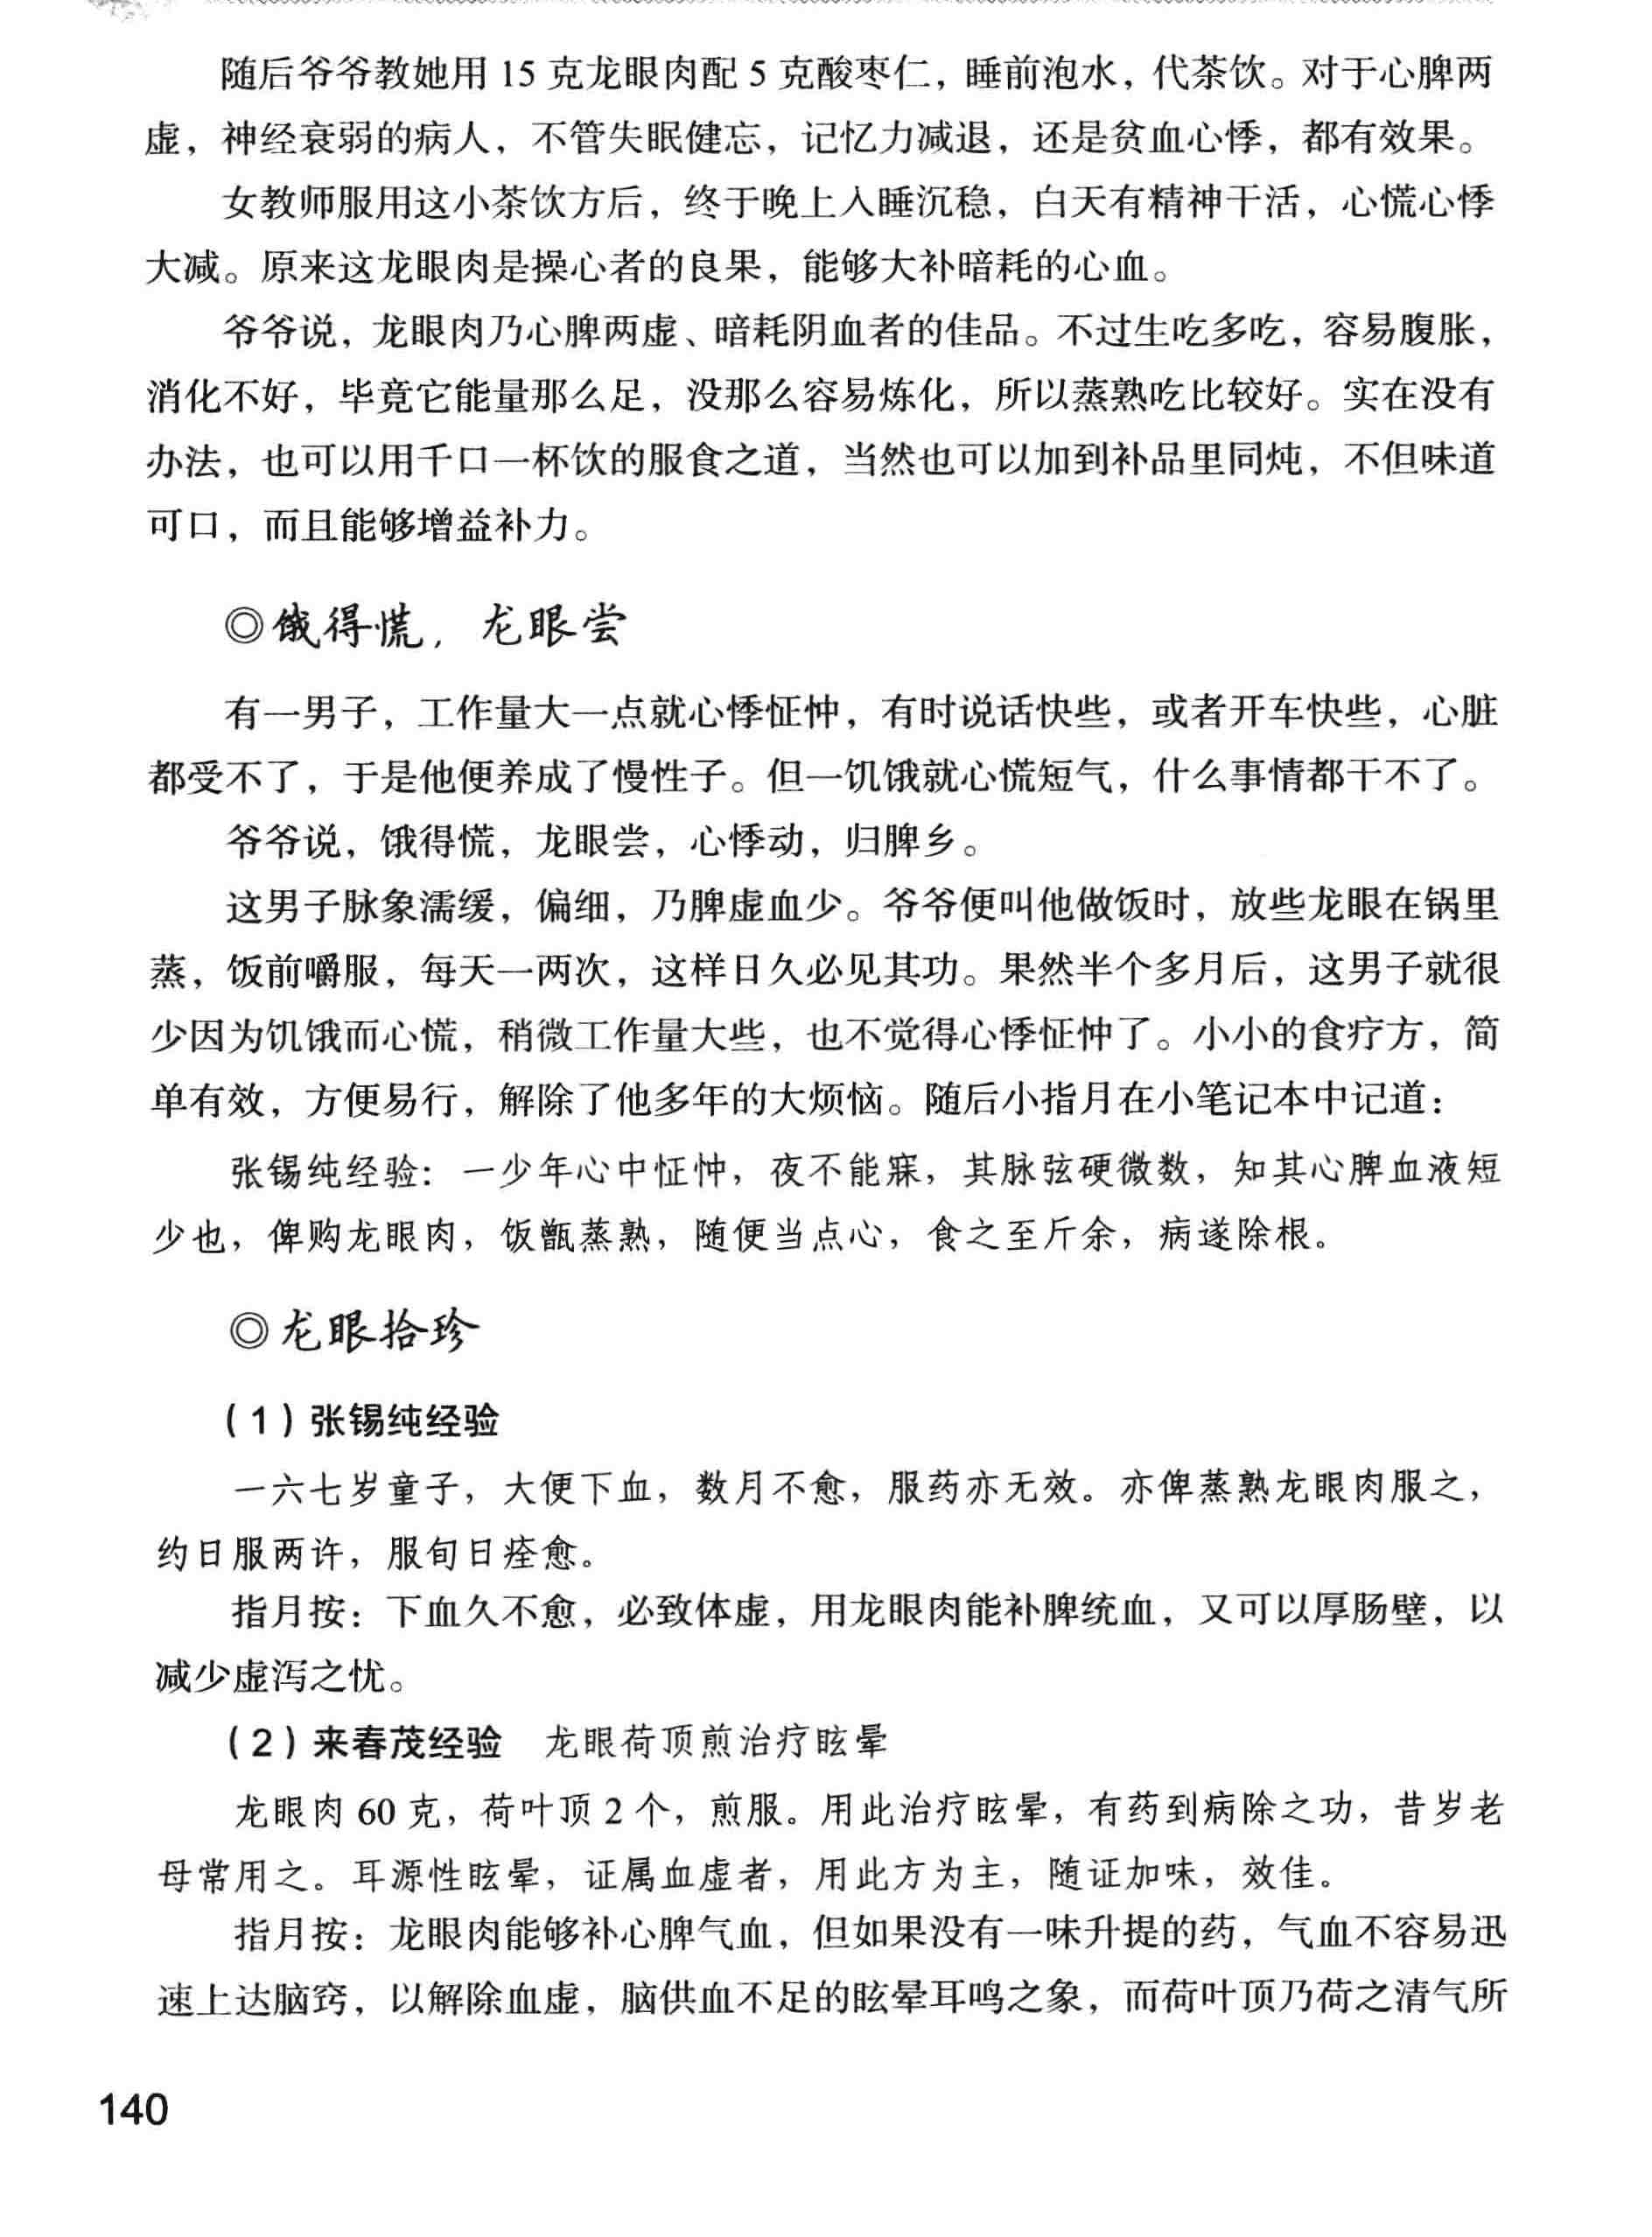 随后爷爷教她用 15 克龙眼肉配 5 克酸枣仁，睡前泡水，代茶饮。对于心脾两
虚，神经衰弱的病人，不管失眠健忘，记忆力减退，还是贫血心悸，都有效果。
女教师服用这小茶饮方后，终于晚上入睡沉稳，白天有精神干活，心慌心悸
大减。原来这龙眼肉是操心者的良果，能够大补暗耗的心血。
爷爷说，龙眼肉乃心脾两虚、暗耗阴血者的佳品。不过生吃多吃，容易腹胀，
消化不好，毕竟它能量那么足，没那么容易炼化，所以蒸熟吃比较好。实在没有
办法，也可以用千口一杯饮的服食之道，当然也可以加到补品里同炖，不但味道
可口，而且能够增益补力。
◎饿得慌，龙眼尝
有一男子，工作量大一点就心悸怔忡，有时说话快些，或者开车快些，心脏
都受不了，于是他便养成了慢性子。但一饥饿就心慌短气，什么事情都干不了。
爷爷说，饿得慌，龙眼尝，心悸动，归脾乡。
这男子脉象濡缓，偏细，乃脾虚血少。爷爷便叫他做饭时，放些龙眼在锅里
蒸，饭前嚼服，每天一两次，这样日久必见其功。果然半个多月后，这男子就很
少因为饥饿而心慌，稍微工作量大些，也不觉得心悸怔忡了。小小的食疗方，简
单有效，方便易行，解除了他多年的大烦恼。随后小指月在小笔记本中记道：
张锡纯经验：一少年心中怔忡，夜不能寐，其脉弦硬微数，知其心脾血液短
少也，俾购龙眼肉，饭甑蒸熟，随便当点心，食之至斤余，病遂除根。
◎龙眼拾珍
（1）张锡纯经验
一六七岁童子，大便下血，数月不愈，服药亦无效。亦俾蒸熟龙眼肉服之，
约日服两许，服旬日痊愈。
指月按：下血久不愈，必致体虚，用龙眼肉能补脾统血，又可以厚肠壁，以
减少虚泻之忧。
（2）来春茂经验　龙眼荷顶煎治疗眩晕
龙眼肉 60 克，荷叶顶 2 个，煎服。用此治疗眩晕，有药到病除之功，昔岁老
母常用之。耳源性眩晕，证属血虚者，用此方为主，随证加味，效佳。
指月按：龙眼肉能够补心脾气血，但如果没有一味升提的药，气血不容易迅
速上达脑窍，以解除血虚，脑供血不足的眩晕耳鸣之象，而荷叶顶乃荷之清气所
140